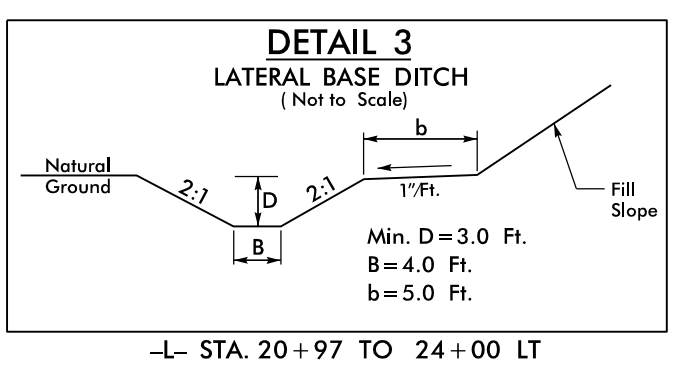 DETAIL 3
LATERAL BASE DITCH
( Not to Scale)
b
Natural
Ground
2:1
D
2:1
1"/Ft.
Fill
Slope
B
Min. D=3.0 Ft.
B=4.0 Ft.
b=5.0 Ft.
–L– STA. 20+97 TO 24+00 LT